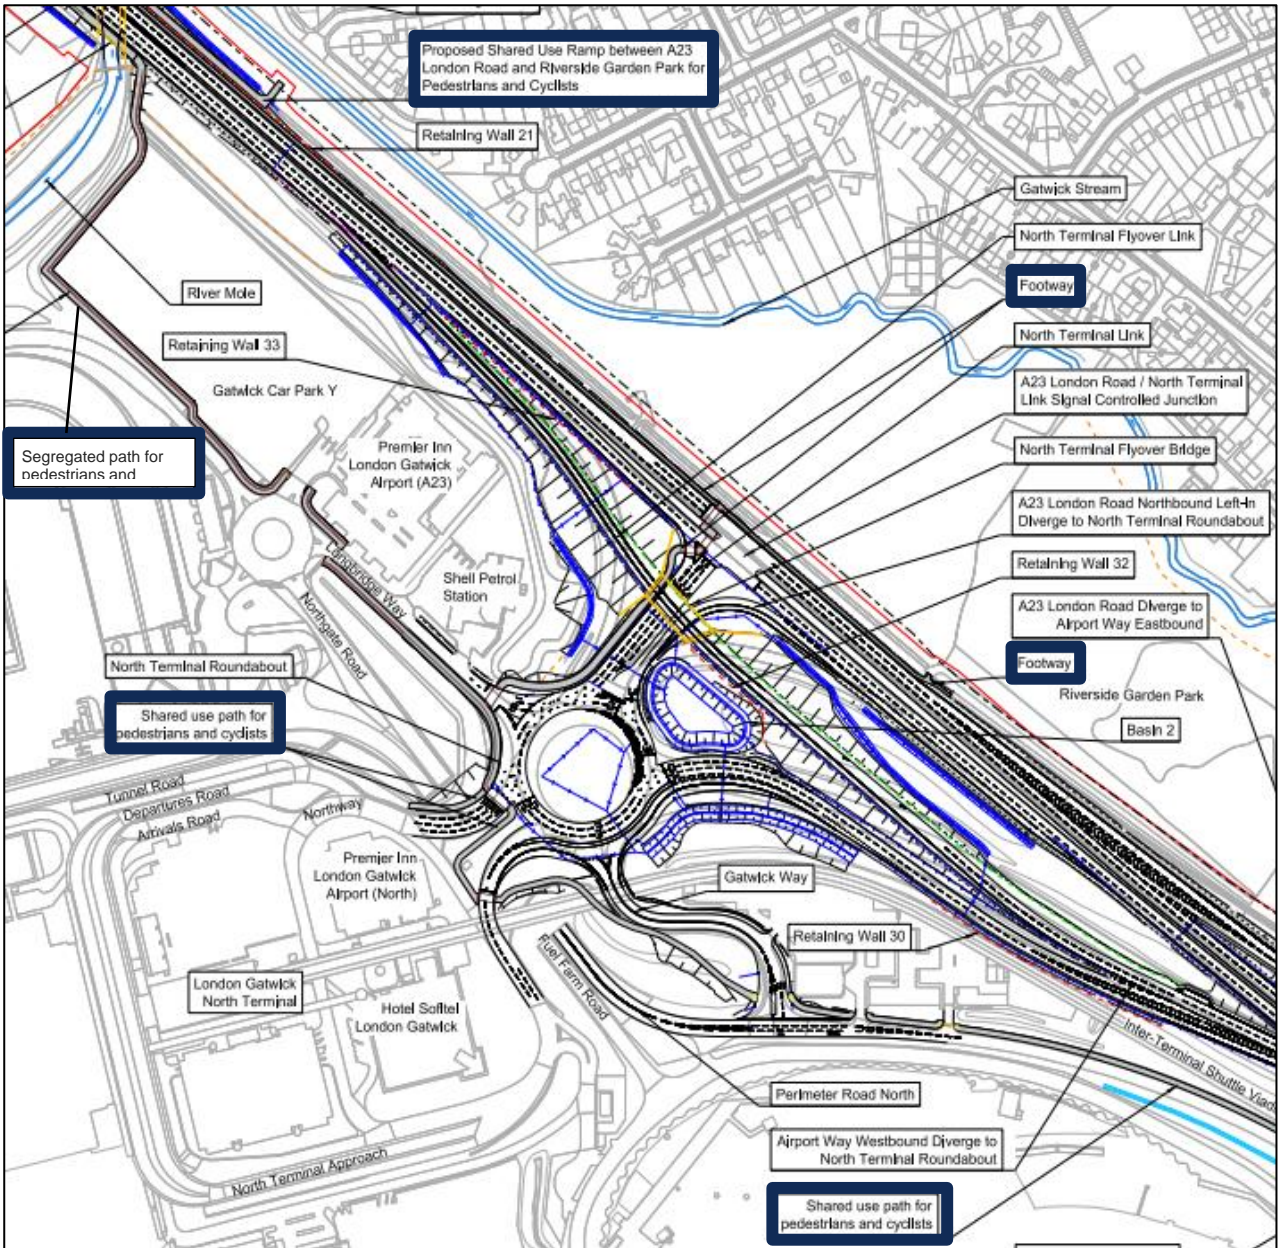 Proposed Shared Use Ramp between A23
London Road and Riverside Garden Park for
Pedestrians and Cyclists
Retaining Wall 21
Gatwick Stream
North Terminal Flyover Link
Footway
River Mole
North Terminal Link
Retaining Wall 33
Gatwick Car Park Y
A23 London Road / North Terminal
Link Signal Controlled Junction
Segregated path for
pedestrians and
Premier Inn
London Gatwick
Airport (A23)
North Terminal Flyover Bridge
A23 London Road Northbound Left-in
Diverge to North Terminal Roundabout
Longbridge Way
Shell Petrol
Station
Retaining Wall 32
Northgate Road
A23 London Road Diverge to
Airport Way Eastbound
North Terminal Roundabout
Footway
Riverside Garden Park
Shared use path for
pedestrians and cyclists
Basin 2
Tunnel Road
Departures Road
Arrivals Road
Northway
Premier Inn
London Gatwick
Airport (North)
Gatwick Way
Retaining Wall 30
Fuel Farm Road
London Gatwick
North Terminal
Hotel Sofitel
London Gatwick
Inter-Terminal Shuttle Viad
Perimeter Road North
Airport Way Westbound Diverge to
North Terminal Roundabout
North Terminal Approach
Shared use path for
pedestrians and cyclists